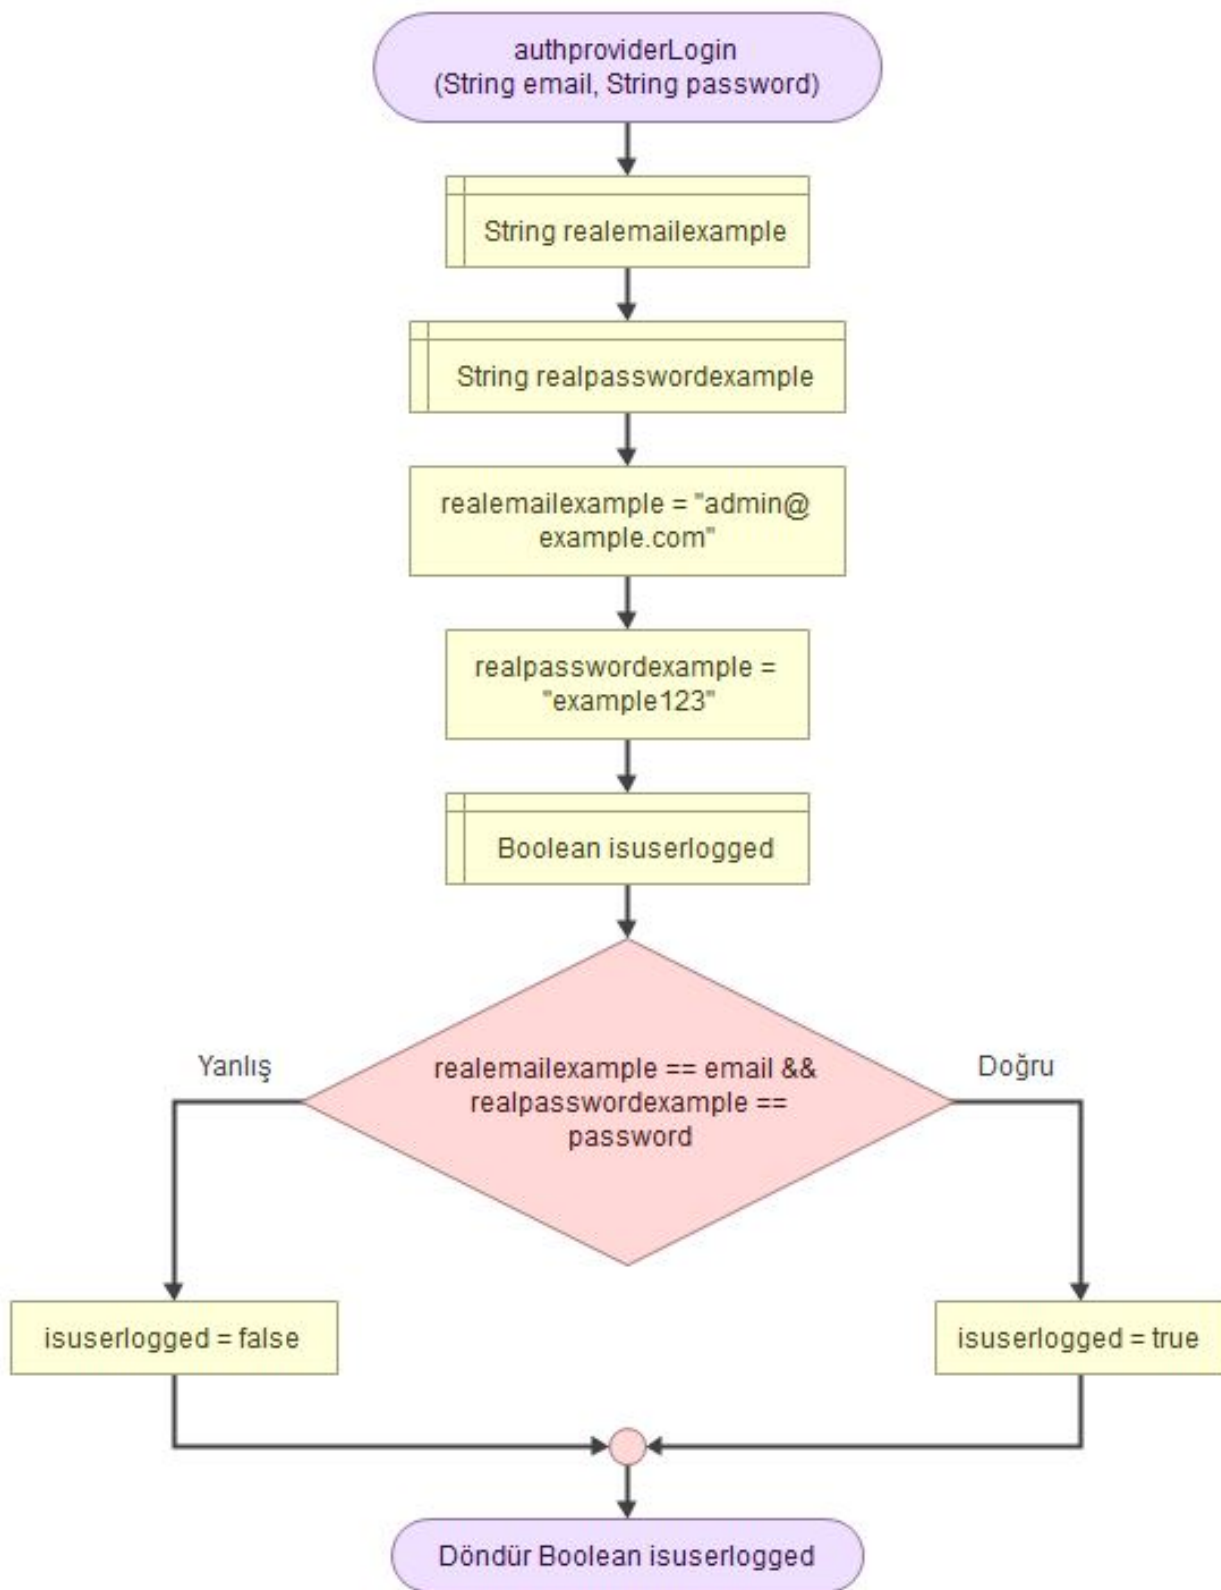 authproviderLogin
(String email, String password)
String realemailexample
String realpasswordexample
realemailexample = "admin@
example.com"
realpasswordexample =
"example123"
Boolean isuserlogged
Yanlış
Doğru
realemailexample == email &&
realpasswordexample ==
password
isuserlogged = false
isuserlogged = true
Döndür Boolean isuserlogged